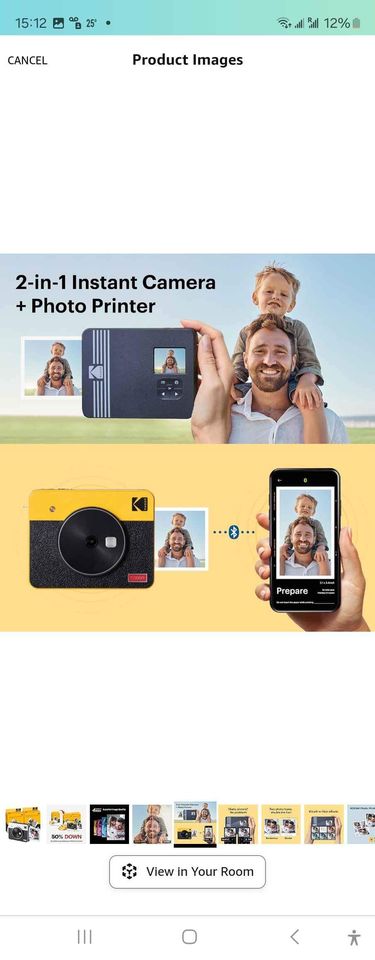 15:12
25°
12%
CANCEL
Product Images
2-in-1 Instant Camera
+ Photo Printer
Kodak
Prepare
50% DOWN
View in Your Room